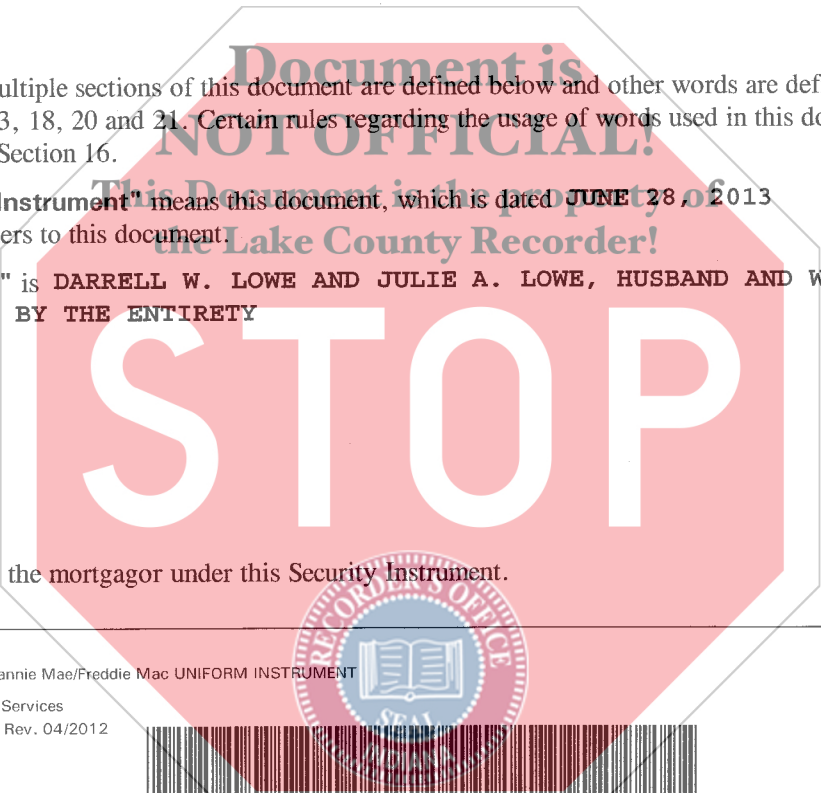 Document is
ultiple sections of this document are defined below and other words are def
3, 18, 20 and 21. Certain rules regarding the usage of words used in this do
NOT OFFICIAL!
Section 16.
This Document is the property of
Instrument" means this document, which is dated JUNE 28, 2013
ers to this document.
the Lake County Recorder!
" is DARRELL W. LOWE AND JULIE A. LOWE, HUSBAND AND W
BY THE ENTIRETY
STOP
the mortgagor under this Security Instrument.
RECORDER'S OFFICE
SEAL
INDIANA
annie Mae/Freddie Mac UNIFORM INSTRUMENT
Services
Rev. 04/2012